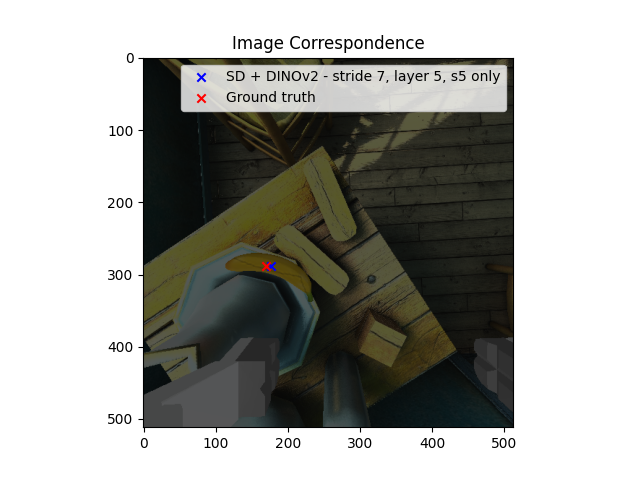 Image Correspondence
SD + DINOv2 - stride 7, layer 5, s5 only
Ground truth
0
100
200
300
400
500
0 100 200 300 400 500